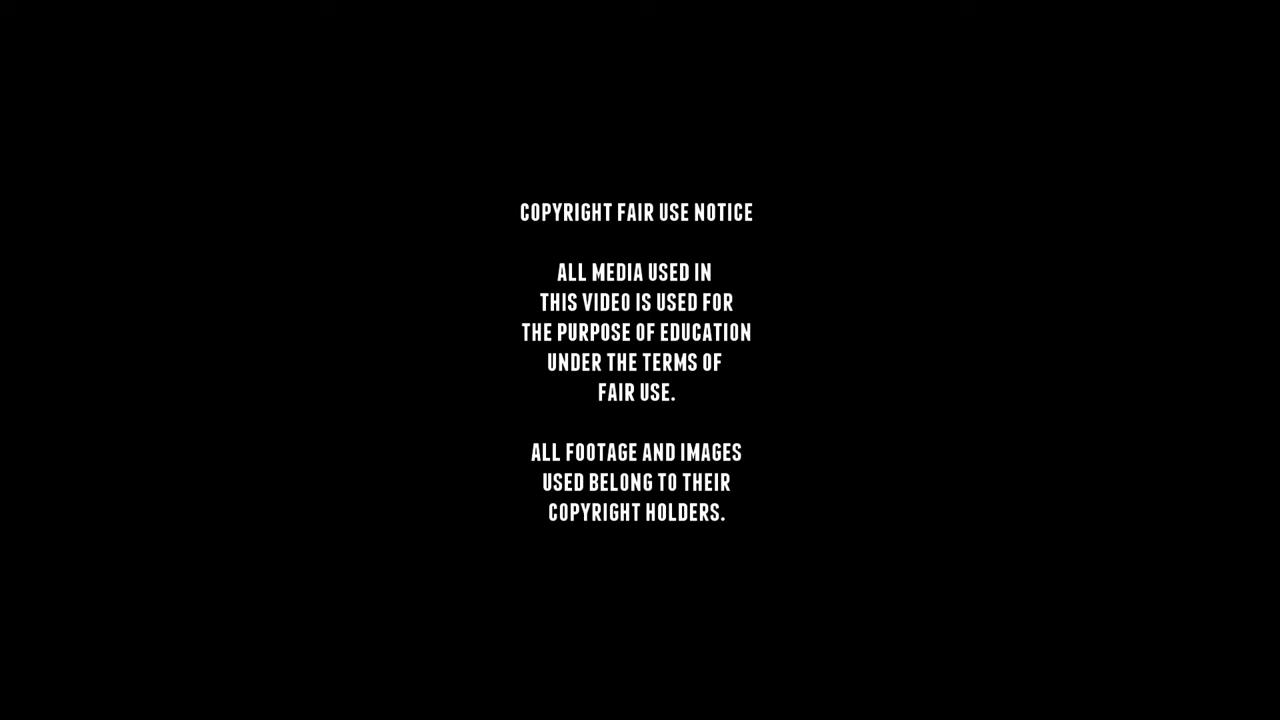 COPYRIGHT FAIR USE NOTICE
ALL MEDIA USED IN
THIS VIDEO IS USED FOR
THE PURPOSE OF EDUCATION
UNDER THE TERMS OF
FAIR USE.
ALL FOOTAGE AND IMAGES
USED BELONG TO THEIR
COPYRIGHT HOLDERS.